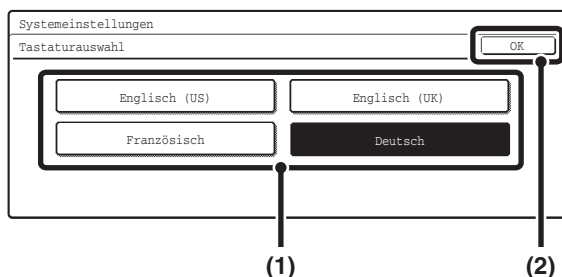 Systemeinstellungen
Tastaturauswahl
OK
Englisch (US)
Englisch (UK)
Französisch
Deutsch
(1)
(2)